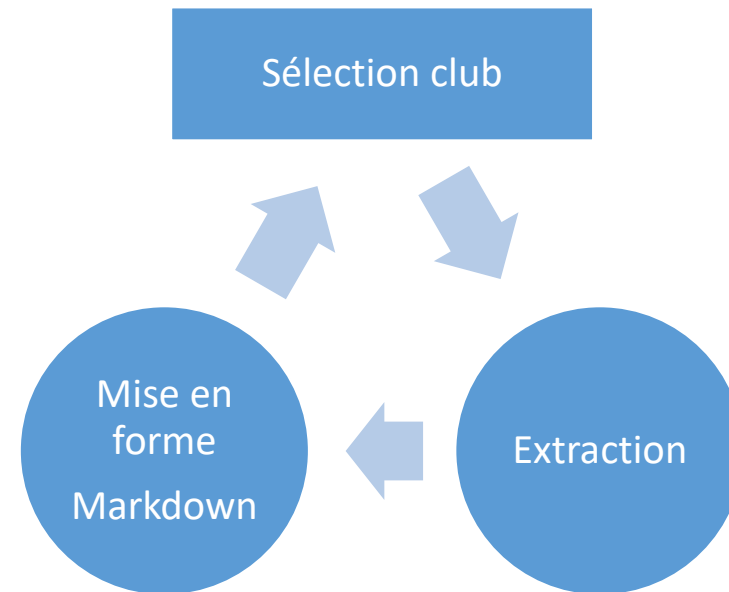 Sélection club
Mise en
forme
Markdown
Extraction